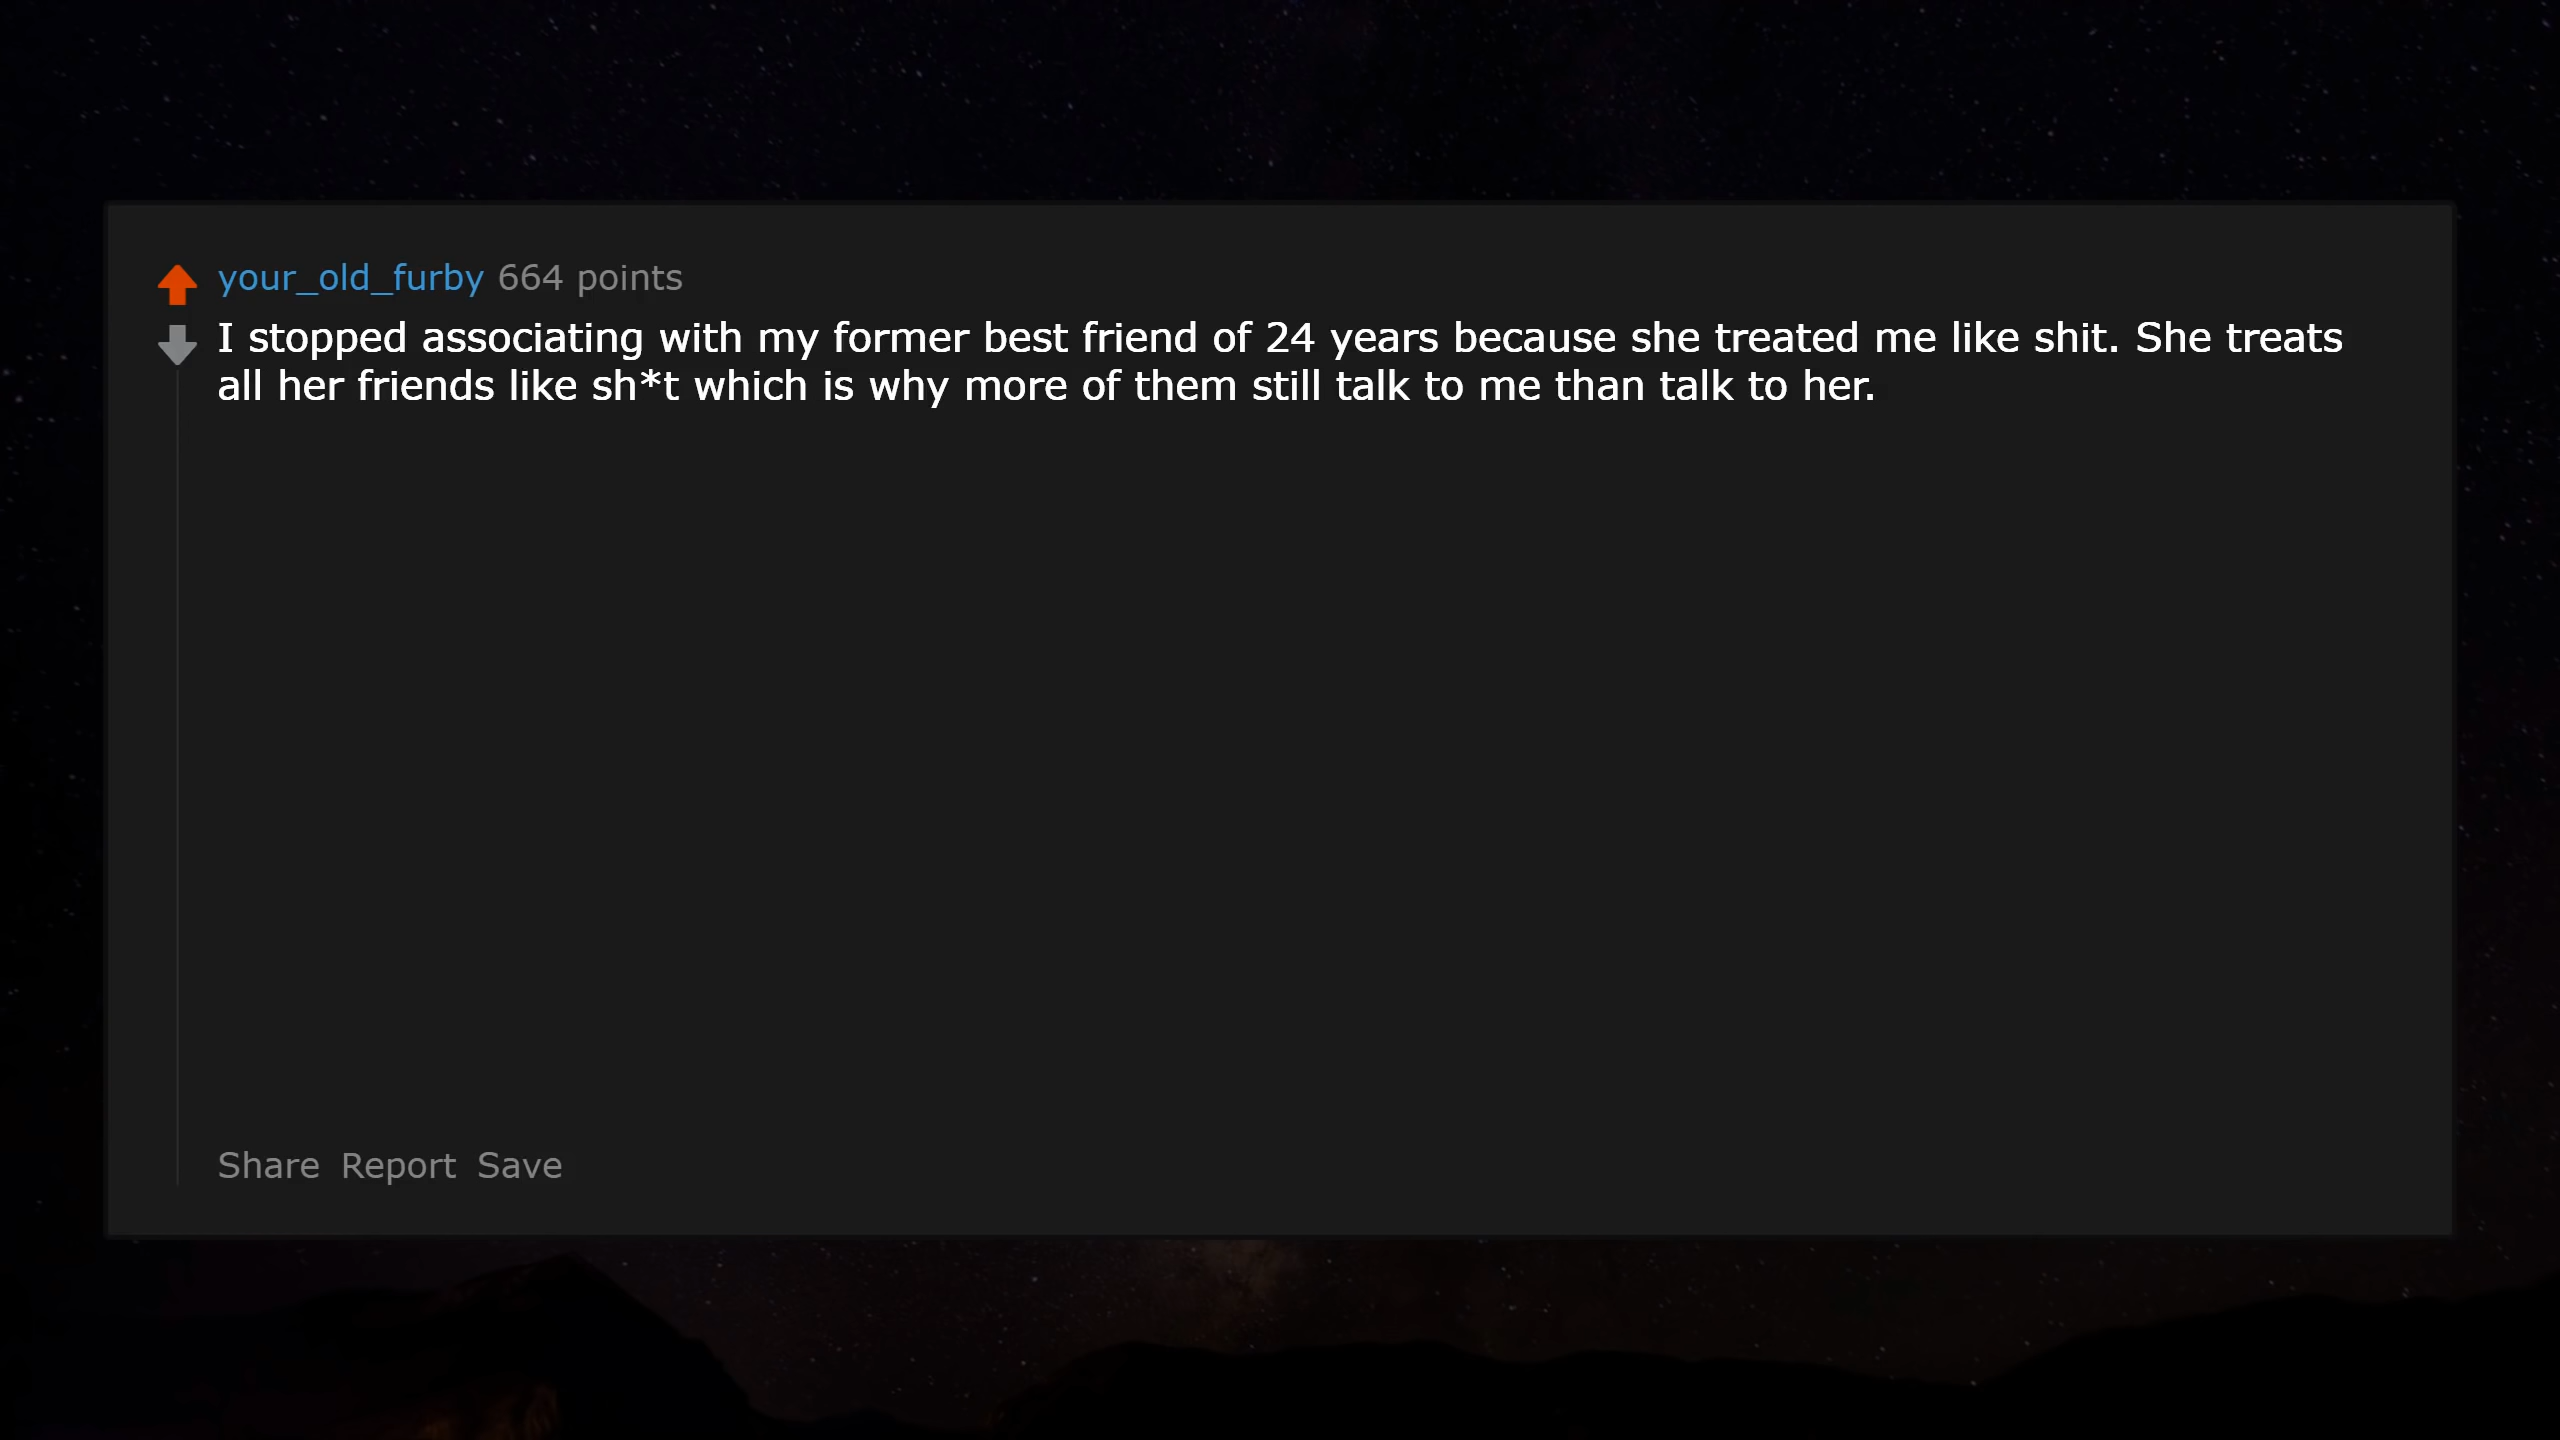 your_old_furby 664 points
I stopped associating with my former best friend of 24 years because she treated me like shit. She treats
all her friends like sh*t which is why more of them still talk to me than talk to her.
Share Report Save